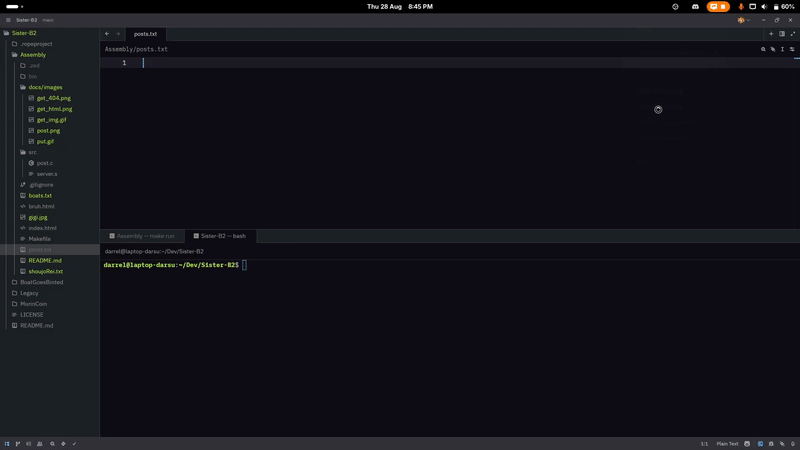 Thu 28 Aug 8:45 PM
60%
Sister-B2 main
Sister-B2
.repoproject
Assembly
.zed
bin
docs/images
get_404.png
get_html.png
get_img.gif
post.png
put.gif
src
post.c
server.s
.gitignore
boats.txt
bruh.html
gigi.jpg
index.html
Makefile
posts.txt
README.md
shoujoRei.txt
BoatGoesBinted
Legacy
MuninCoin
LICENSE
README.md
posts.txt
Assembly/posts.txt
1
Assembly — make run
Sister-B2 — bash
darrel@laptop-darsu:~/Dev/Sister-B2
darrel@laptop-darsu:~/Dev/Sister-B2$
1:1
Plain Text